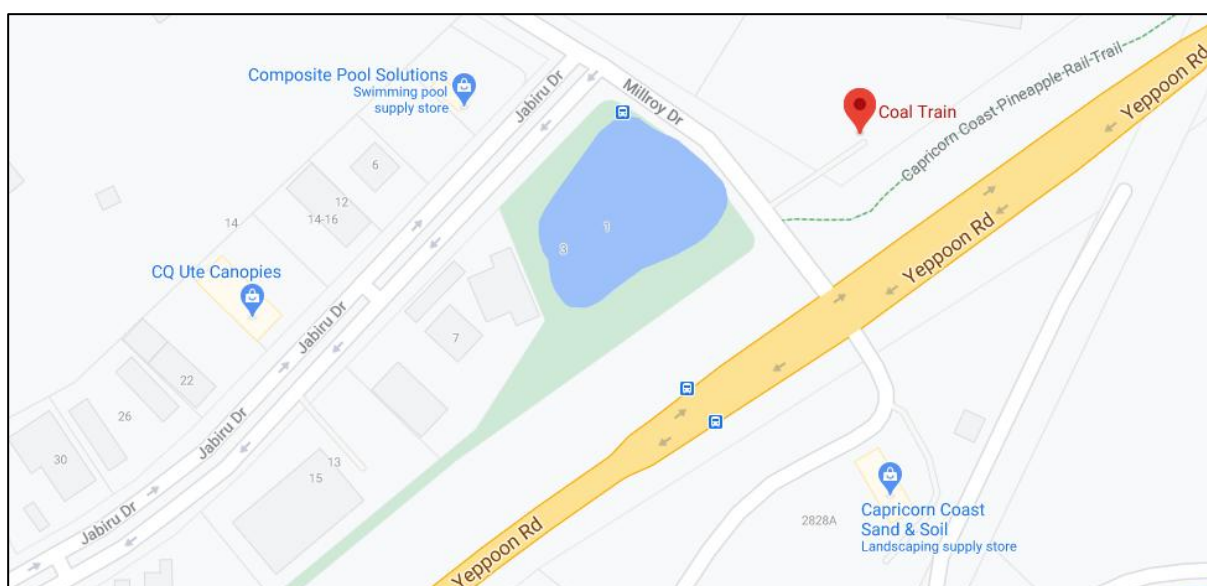 Composite Pool Solutions
Swimming pool
supply store
Jabiru Dr
Millroy Dr
Coal Train
Capricorn Coast Pineapple Rail Trail
Yeppoon Rd
6
12
14-16
14
Jabiru Dr
1
3
Yeppoon Rd
CQ Ute Canopies
Jabiru Dr
7
22
26
Jabiru Dr
30
13
15
Jabiru Dr
Yeppoon Rd
2828A
Capricorn Coast
Sand & Soil
Landscaping supply store